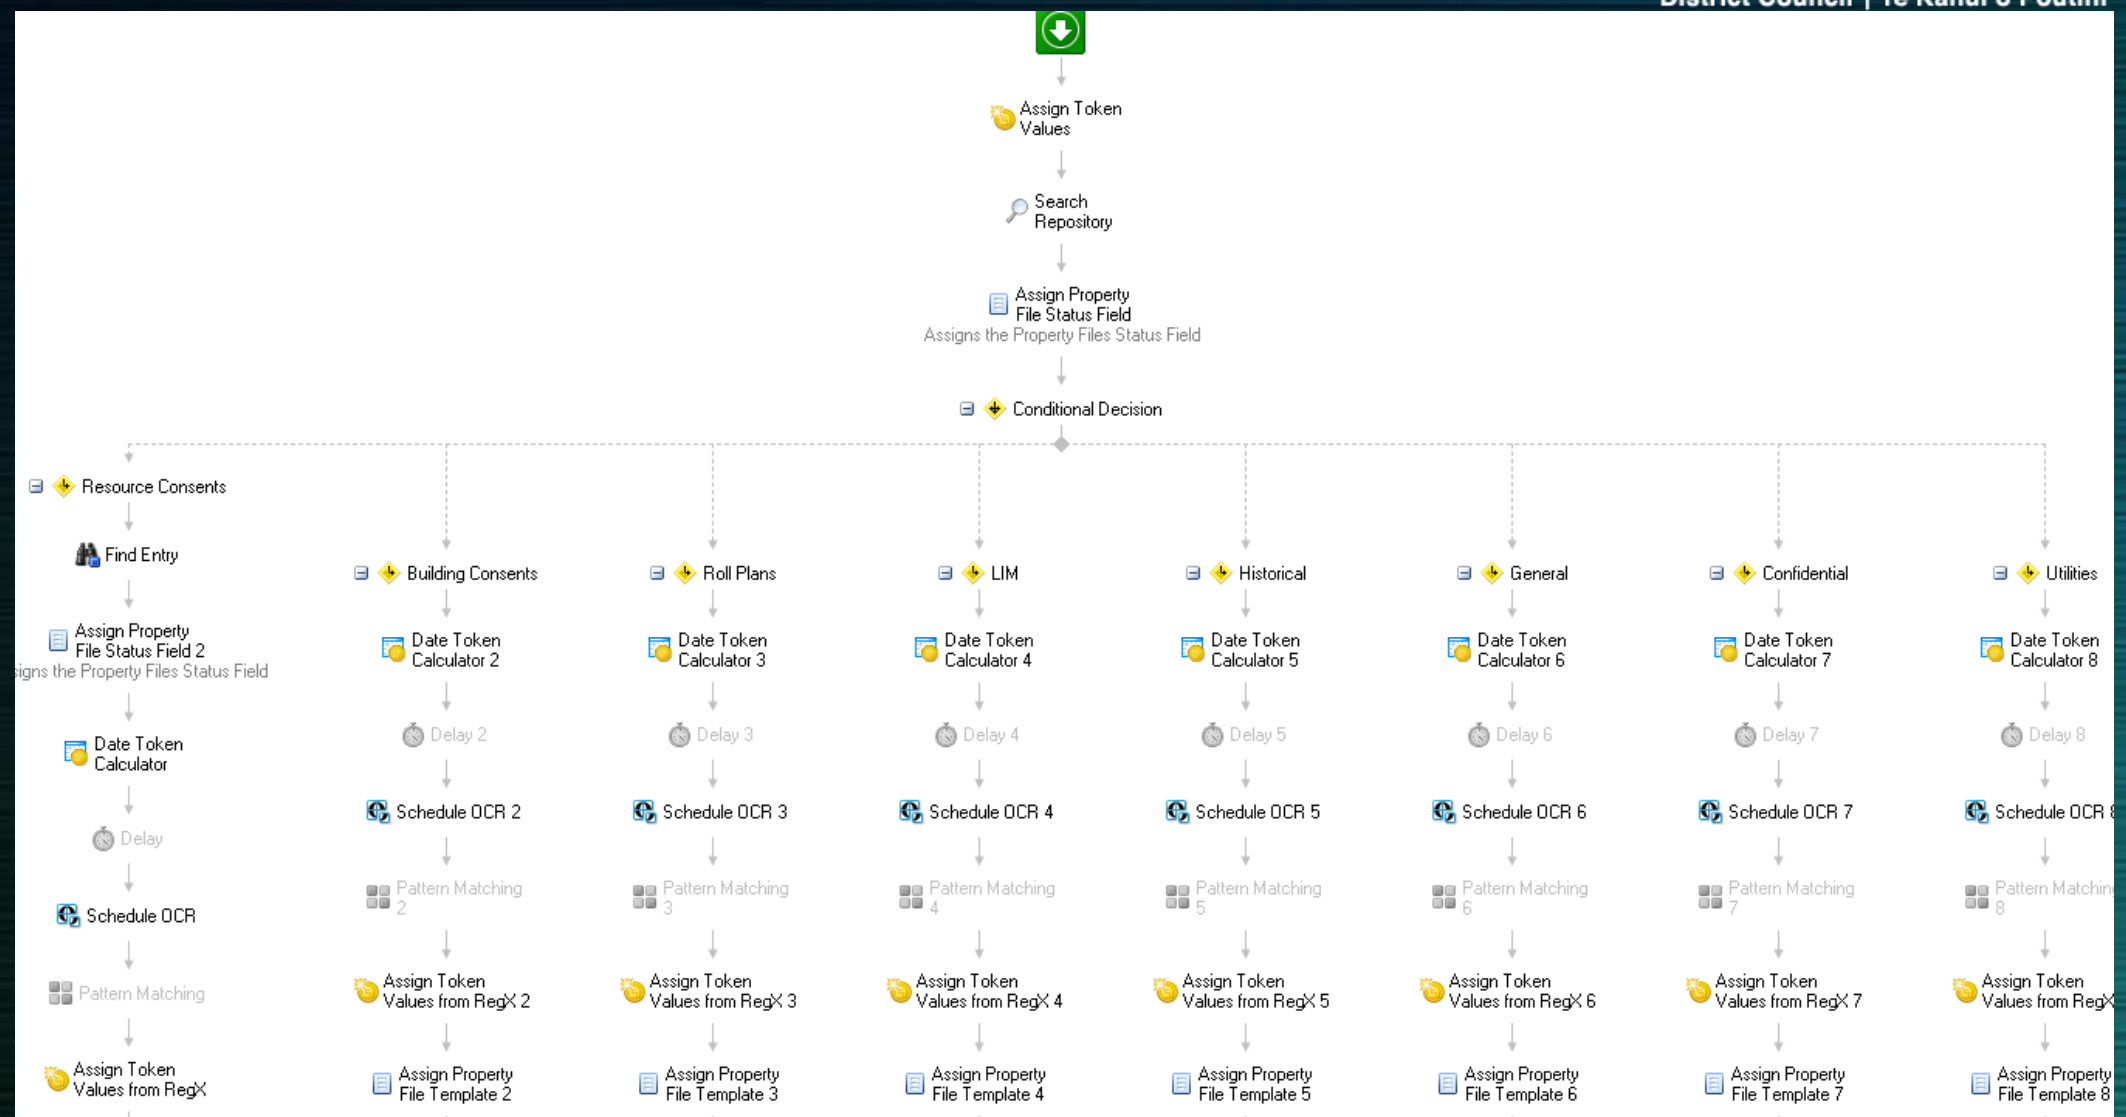 District Council | Te Kahui o Poutini
Assign Token
Values
Search
Repository
Assign Property
File Status Field
Assigns the Property Files Status Field
Conditional Decision
Resource Consents
Find Entry
Assign Property
File Status Field 2
signs the Property Files Status Field
Date Token
Calculator
Delay
Schedule OCR
Pattern Matching
Assign Token
Values from RegX
Building Consents
Date Token
Calculator 2
Delay 2
Schedule OCR 2
Pattern Matching
2
Assign Token
Values from RegX 2
Assign Property
File Template 2
Roll Plans
Date Token
Calculator 3
Delay 3
Schedule OCR 3
Pattern Matching
3
Assign Token
Values from RegX 3
Assign Property
File Template 3
LIM
Date Token
Calculator 4
Delay 4
Schedule OCR 4
Pattern Matching
4
Assign Token
Values from RegX 4
Assign Property
File Template 4
Historical
Date Token
Calculator 5
Delay 5
Schedule OCR 5
Pattern Matching
5
Assign Token
Values from RegX 5
Assign Property
File Template 5
General
Date Token
Calculator 6
Delay 6
Schedule OCR 6
Pattern Matching
6
Assign Token
Values from RegX 6
Assign Property
File Template 6
Confidential
Date Token
Calculator 7
Delay 7
Schedule OCR 7
Pattern Matching
7
Assign Token
Values from RegX 7
Assign Property
File Template 7
Utilities
Date Token
Calculator 8
Delay 8
Schedule OCR 8
Pattern Matchin
8
Assign Token
Values from RegX
Assign Property
File Template 8